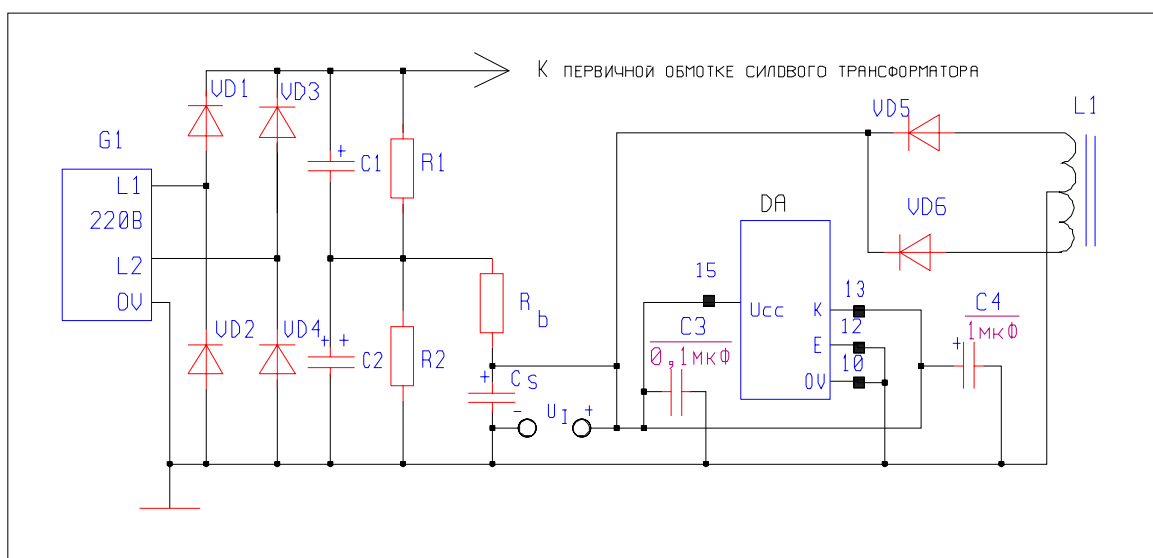 К ПЕРВИЧНОЙ ОБМОТКЕ СИЛОВОГО ТРАНСФОРМАТОРА
VD1
VD3
VD5
L1
G1
L1
220В
L2
0V
+
C1
R1
DA
VD6
15
Ucc
K
13
E
12
0V
10
C3
0,1мкФ
C4
1мкФ
+
R b
VD2
VD4
+ +
C2
R2
+
C S
- U I +